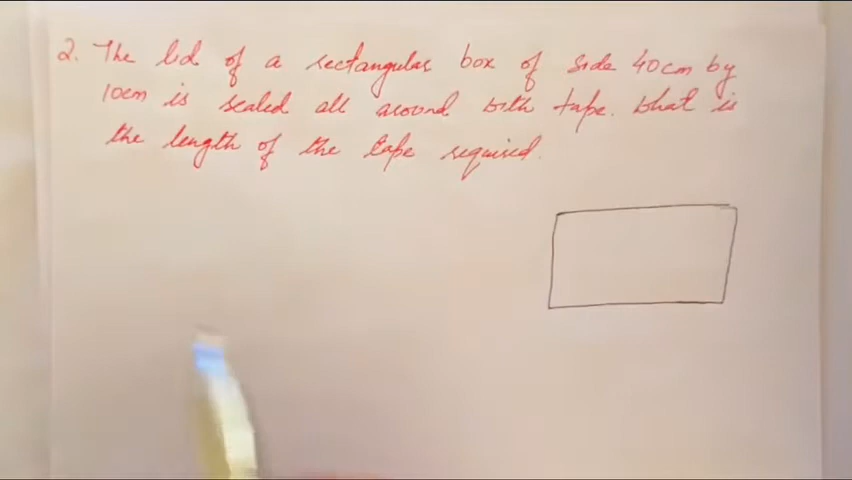 2. The lid of a rectangular box of side 40cm by
10cm is sealed all around with tape. What is
the length of the tape required.